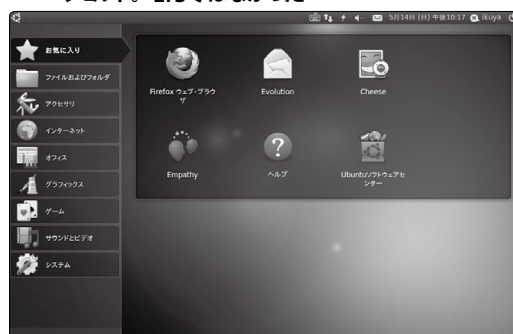 5月14日 (月) 午後10:17 ikuya
お気に入り
ファイルおよびフォルダ
アクセサリ
インターネット
オフィス
グラフィックス
ゲーム
サウンドとビデオ
システム
Firefox ウェブ・ブラウ
ザ
Evolution
Cheese
Empathy
ヘルプ
Ubuntuソフトウェアセ
ンター